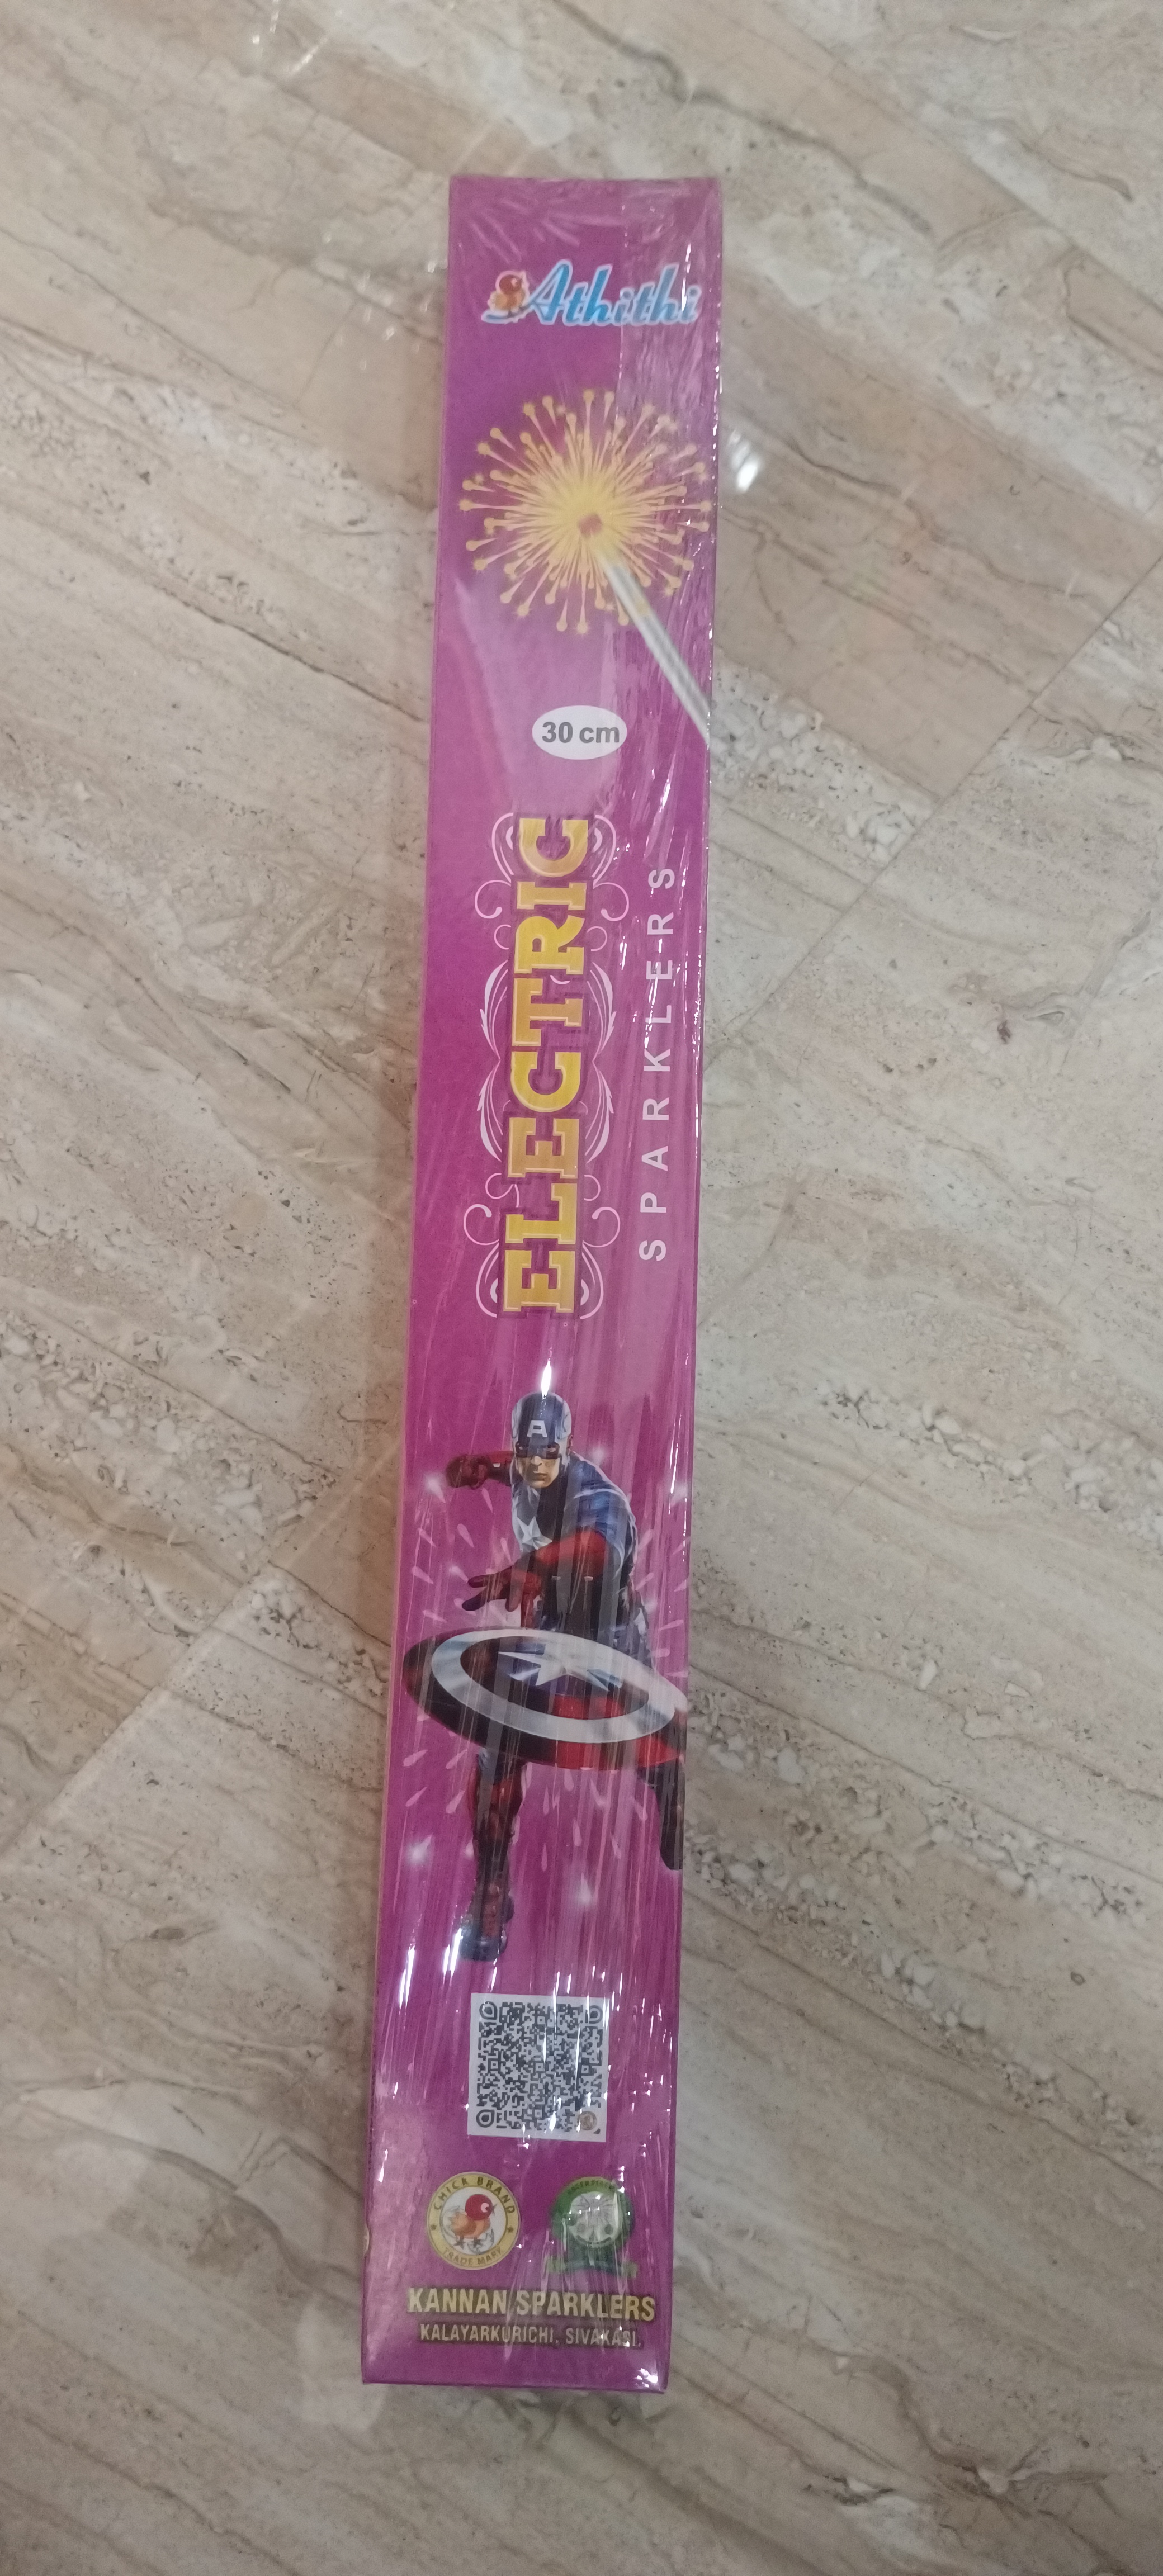 Athithi
30 cm
ELECTRIC
SPARKLERS
A
CHICK BRAND
TRADE MARK
KANNAN SPARKLERS
KALAYARKURICHI, SIVAKASI.